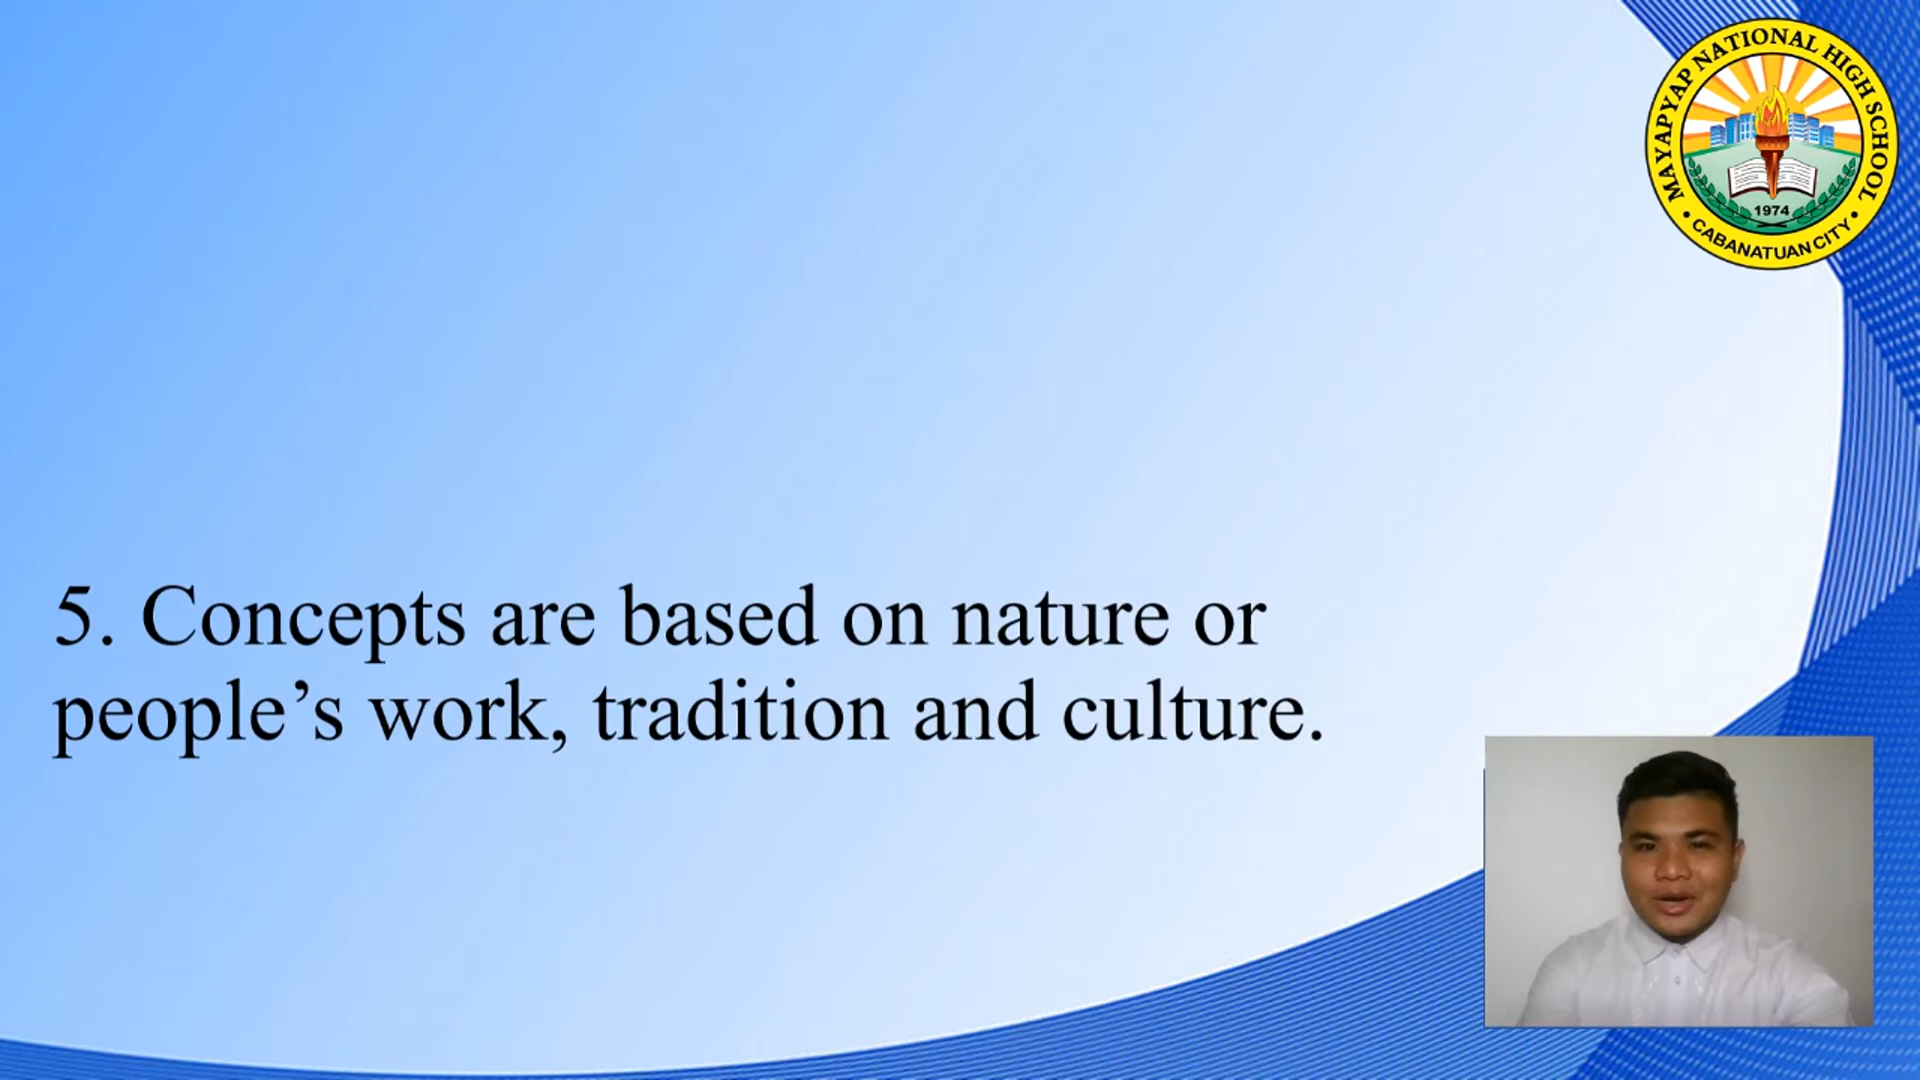 MAYAPYAP NATIONAL HIGH SCHOOL
1974
• CABANATUAN CITY •
5. Concepts are based on nature or
people’s work, tradition and culture.